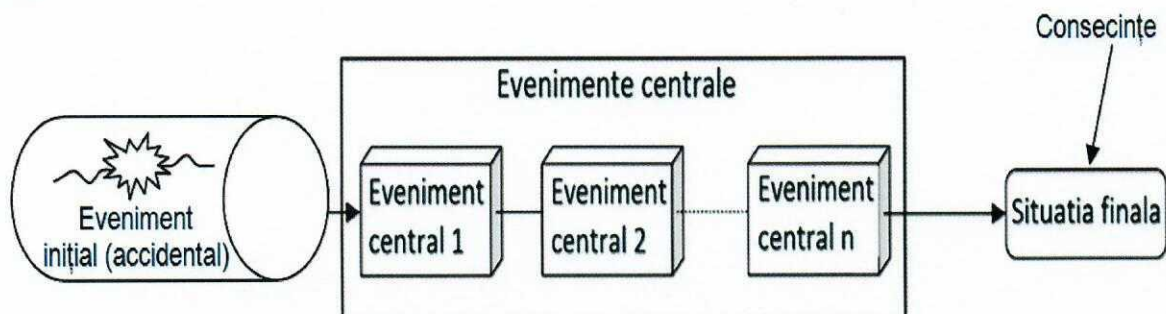 Consecințe
Evenimente centrale
Eveniment
inițial (accidental)
Eveniment
central 1
Eveniment
central 2
Eveniment
central n
Situatia finala